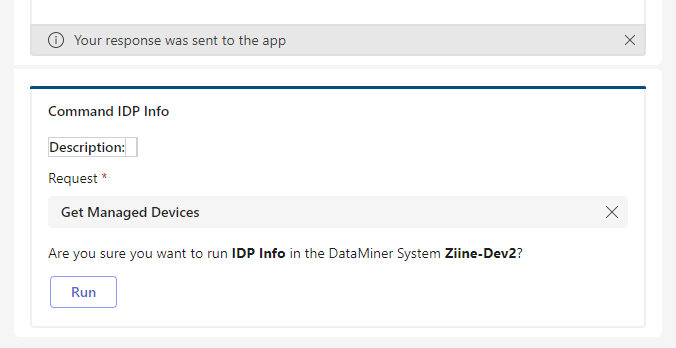 Your response was sent to the app
Command IDP Info
Description:
Request *
Get Managed Devices
Are you sure you want to run IDP Info in the DataMiner System Ziine-Dev2?
Run